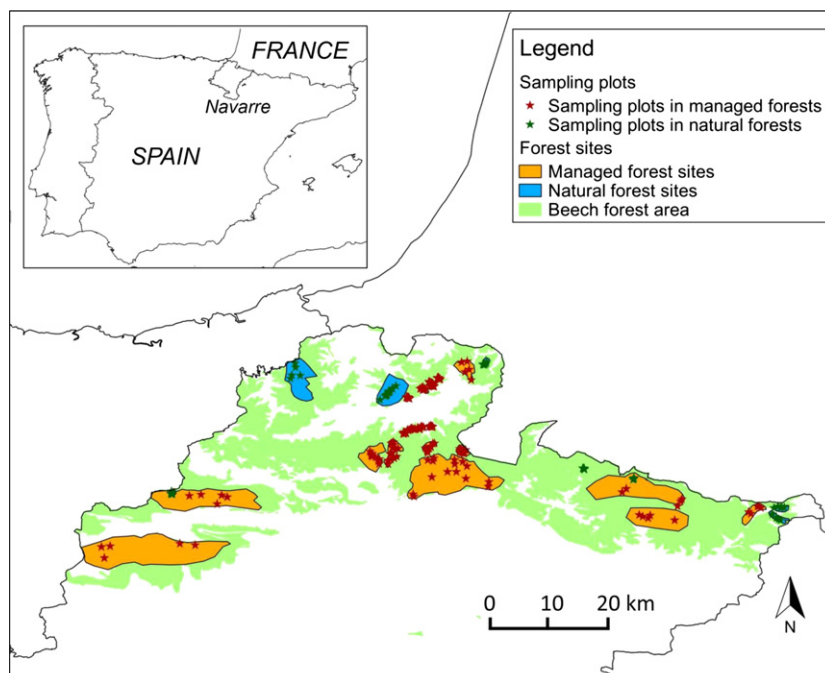 FRANCE
Navarre
SPAIN
Legend
Sampling plots
Sampling plots in managed forests
Sampling plots in natural forests
Forest sites
Managed forest sites
Natural forest sites
Beech forest area
0 10 20 km
N